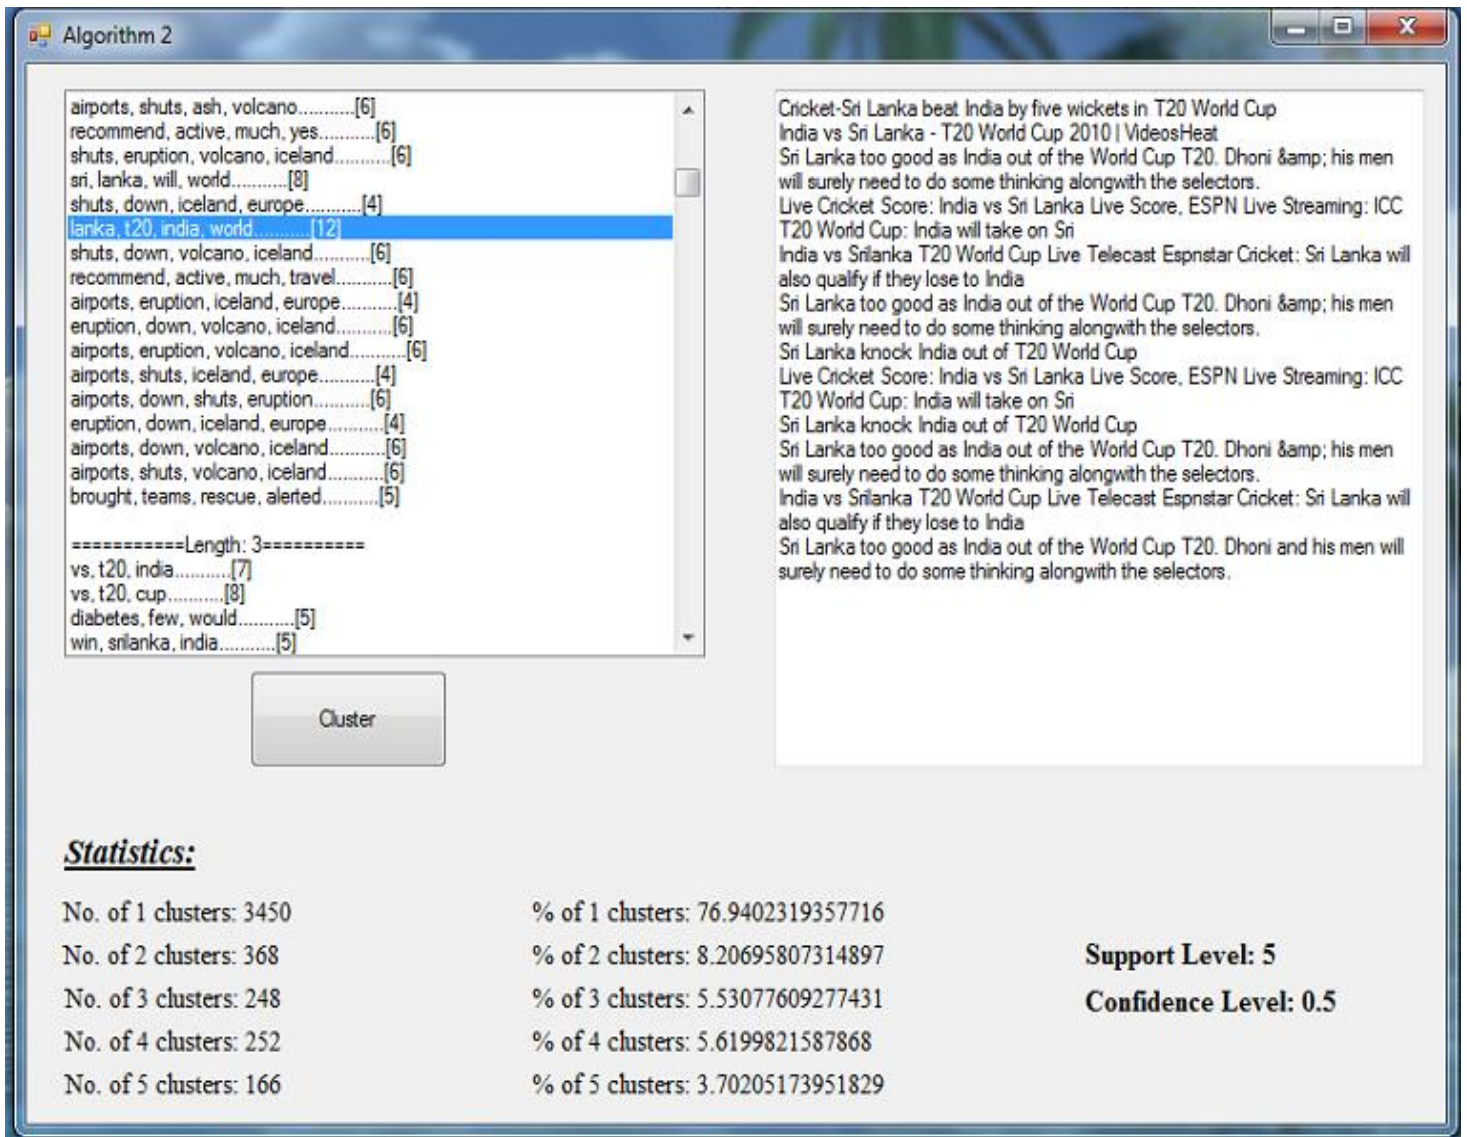 Algorithm 2
airports, shuts, ash, volcano...........[6]
recommend, active, much, yes...........[6]
shuts, eruption, volcano, iceland...........[6]
sri, lanka, will, world...........[8]
shuts, down, iceland, europe...........[4]
lanka, t20, india, world...........[12]
shuts, down, volcano, iceland...........[6]
recommend, active, much, travel...........[6]
airports, eruption, iceland, europe...........[4]
eruption, down, volcano, iceland...........[6]
airports, eruption, volcano, iceland...........[6]
airports, shuts, iceland, europe...........[4]
airports, down, shuts, eruption...........[6]
eruption, down, iceland, europe...........[4]
airports, down, volcano, iceland...........[6]
airports, shuts, volcano, iceland...........[6]
brought, teams, rescue, alerted...........[5]
===========Length: 3==========
vs, t20, india...........[7]
vs, t20, cup...........[8]
diabetes, few, would...........[5]
win, srilanka, india...........[5]
Cluster
Cricket-Sri Lanka beat India by five wickets in T20 World Cup
India vs Sri Lanka - T20 World Cup 2010 | VideosHeat
Sri Lanka too good as India out of the World Cup T20. Dhoni &amp; his men
will surely need to do some thinking alongwith the selectors.
Live Cricket Score: India vs Sri Lanka Live Score, ESPN Live Streaming: ICC
T20 World Cup: India will take on Sri
India vs Srilanka T20 World Cup Live Telecast Espnstar Cricket: Sri Lanka will
also qualify if they lose to India
Sri Lanka too good as India out of the World Cup T20. Dhoni &amp; his men
will surely need to do some thinking alongwith the selectors.
Sri Lanka knock India out of T20 World Cup
Live Cricket Score: India vs Sri Lanka Live Score, ESPN Live Streaming: ICC
T20 World Cup: India will take on Sri
Sri Lanka knock India out of T20 World Cup
Sri Lanka too good as India out of the World Cup T20. Dhoni &amp; his men
will surely need to do some thinking alongwith the selectors.
India vs Srilanka T20 World Cup Live Telecast Espnstar Cricket: Sri Lanka will
also qualify if they lose to India
Sri Lanka too good as India out of the World Cup T20. Dhoni and his men will
surely need to do some thinking alongwith the selectors.
Statistics:
No. of 1 clusters: 3450
% of 1 clusters: 76.9402319357716
No. of 2 clusters: 368
% of 2 clusters: 8.20695807314897
Support Level: 5
No. of 3 clusters: 248
% of 3 clusters: 5.53077609277431
Confidence Level: 0.5
No. of 4 clusters: 252
% of 4 clusters: 5.6199821587868
No. of 5 clusters: 166
% of 5 clusters: 3.70205173951829